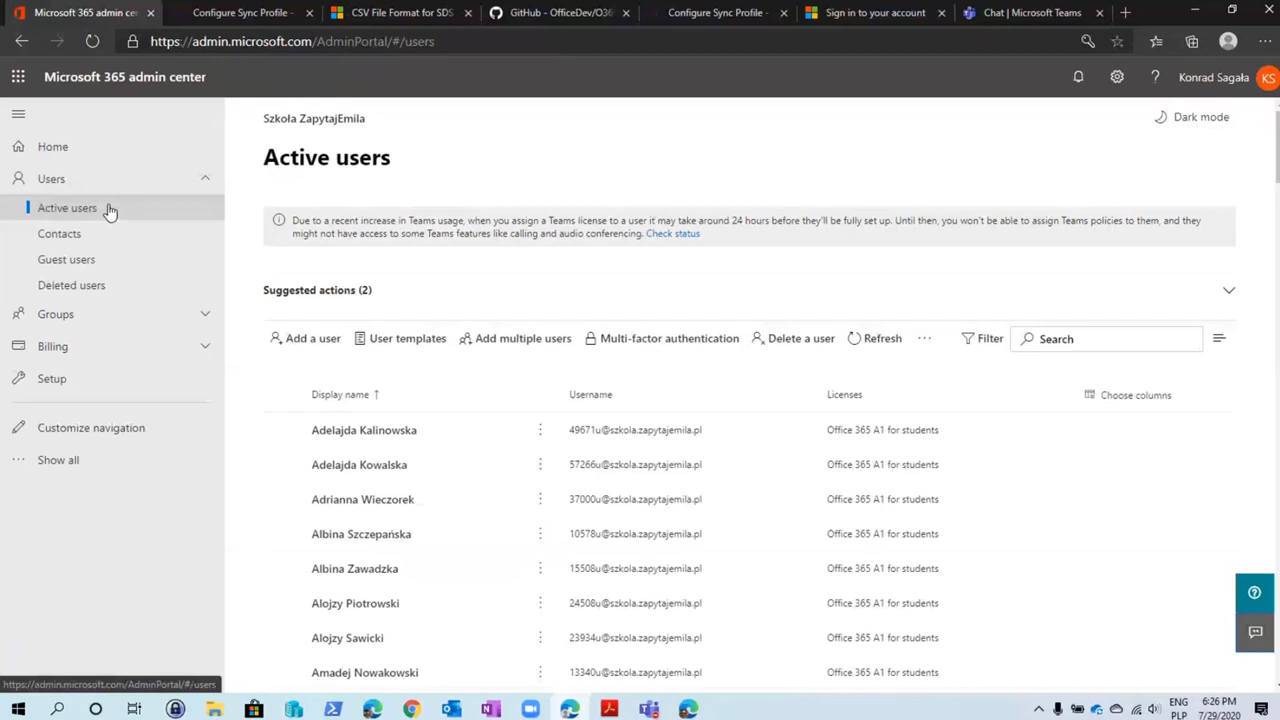 Microsoft 365 admin cen
Configure Sync Profile -
CSV File Format for SDS
GitHub - OfficeDev/O36
Configure Sync Profile
Sign in to your account
Chat | Microsoft Teams
https://admin.microsoft.com/AdminPortal/#/users
Microsoft 365 admin center
Konrad Sagała
KS
Home
Users
Active users
Contacts
Guest users
Deleted users
Groups
Billing
Setup
Customize navigation
Show all
Szkoła ZapytajEmila
Dark mode
Active users
Due to a recent increase in Teams usage, when you assign a Teams license to a user it may take around 24 hours before they'll be fully set up. Until then, you won't be able to assign Teams policies to them, and they
might not have access to some Teams features like calling and audio conferencing. Check status
Suggested actions (2)
Add a user
User templates
Add multiple users
Multi-factor authentication
Delete a user
Refresh
Filter
Search
Display name ↑
Username
Licenses
Choose columns
Adelajda Kalinowska
49671u@szkola.zapytajemila.pl
Office 365 A1 for students
Adelajda Kowalska
57266u@szkola.zapytajemila.pl
Office 365 A1 for students
Adrianna Wieczorek
37000u@szkola.zapytajemila.pl
Office 365 A1 for students
Albina Szczepańska
10578u@szkola.zapytajemila.pl
Office 365 A1 for students
Albina Zawadzka
15508u@szkola.zapytajemila.pl
Office 365 A1 for students
Alojzy Piotrowski
24508u@szkola.zapytajemila.pl
Office 365 A1 for students
Alojzy Sawicki
23934u@szkola.zapytajemila.pl
Office 365 A1 for students
Amadej Nowakowski
13340u@szkola.zapytajemila.pl
Office 365 A1 for students
https://admin.microsoft.com/AdminPortal/#/users
ENG
PLP
6:26 PM
7/29/2020